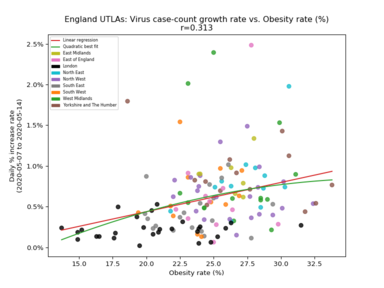 England UTLAs: Virus case-count growth rate vs. Obesity rate (%)
r=0.313
Linear regression
Quadratic best fit
East Midlands
East of England
London
North East
North West
South East
South West
West Midlands
Yorkshire and The Humber
Daily % increase rate
(2020-05-07 to 2020-05-14)
2.5%
2.0%
1.5%
1.0%
0.5%
0.0%
15.0
17.5
20.0
22.5
25.0
27.5
30.0
32.5
Obesity rate (%)